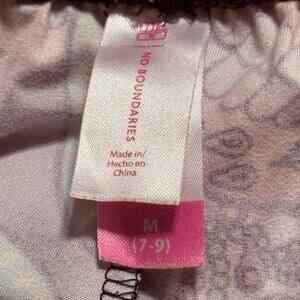 NO BOUNDARIES
Made in/
Hecho en
China
M
(7-9)